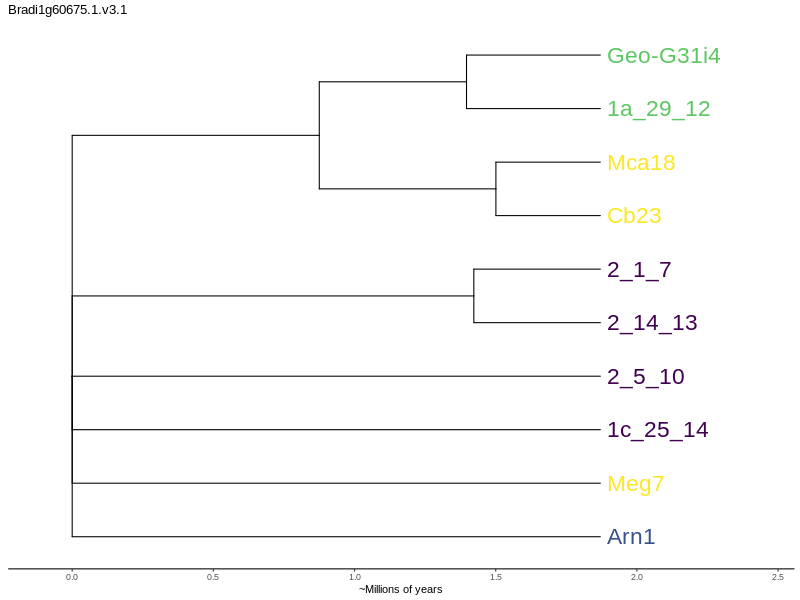 Bradi1g60675.1.v3.1
Geo-G31i4
1a_29_12
Mca18
Cb23
2_1_7
2_14_13
2_5_10
1c_25_14
Meg7
Arn1
0.0 0.5 1.0 1.5 2.0 2.5
~Millions of years